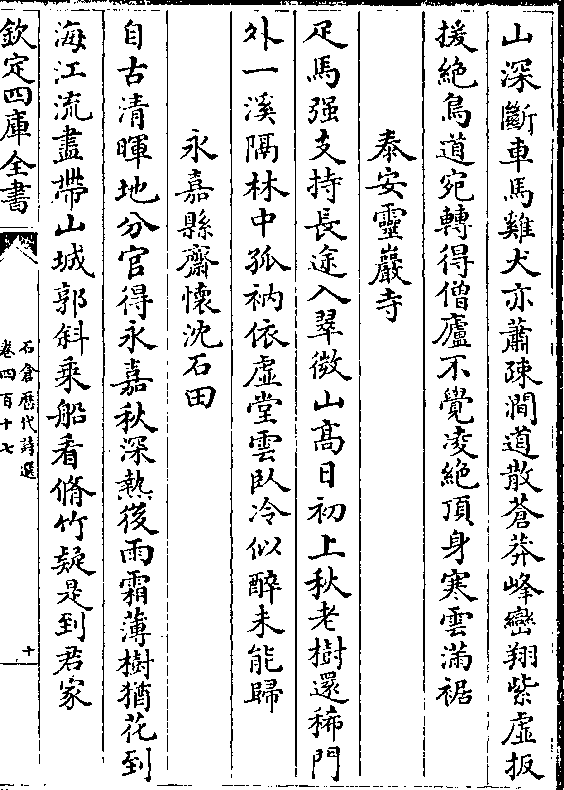 山深斷車馬雞犬亦蕭疎澗道散蒼莽峰巒翔紫虛扳
援絶鳥道宛轉得僧廬不覺凌絶頂身寒雲滿裾
泰安靈巖寺
足馬强支持長途入翠微山髙日初上秋老樹還稀門
外一溪隔林中孤衲依虛堂雲臥冷似醉未能歸
永嘉縣齋懷沈石田
自古清暉地分官得永嘉秋深熱後雨霜薄樹猶花到
海江流盡帶山城郭斜乘船看脩竹疑是到君家
欽定四庫全書
石倉歷代詩選
卷四百十七
十